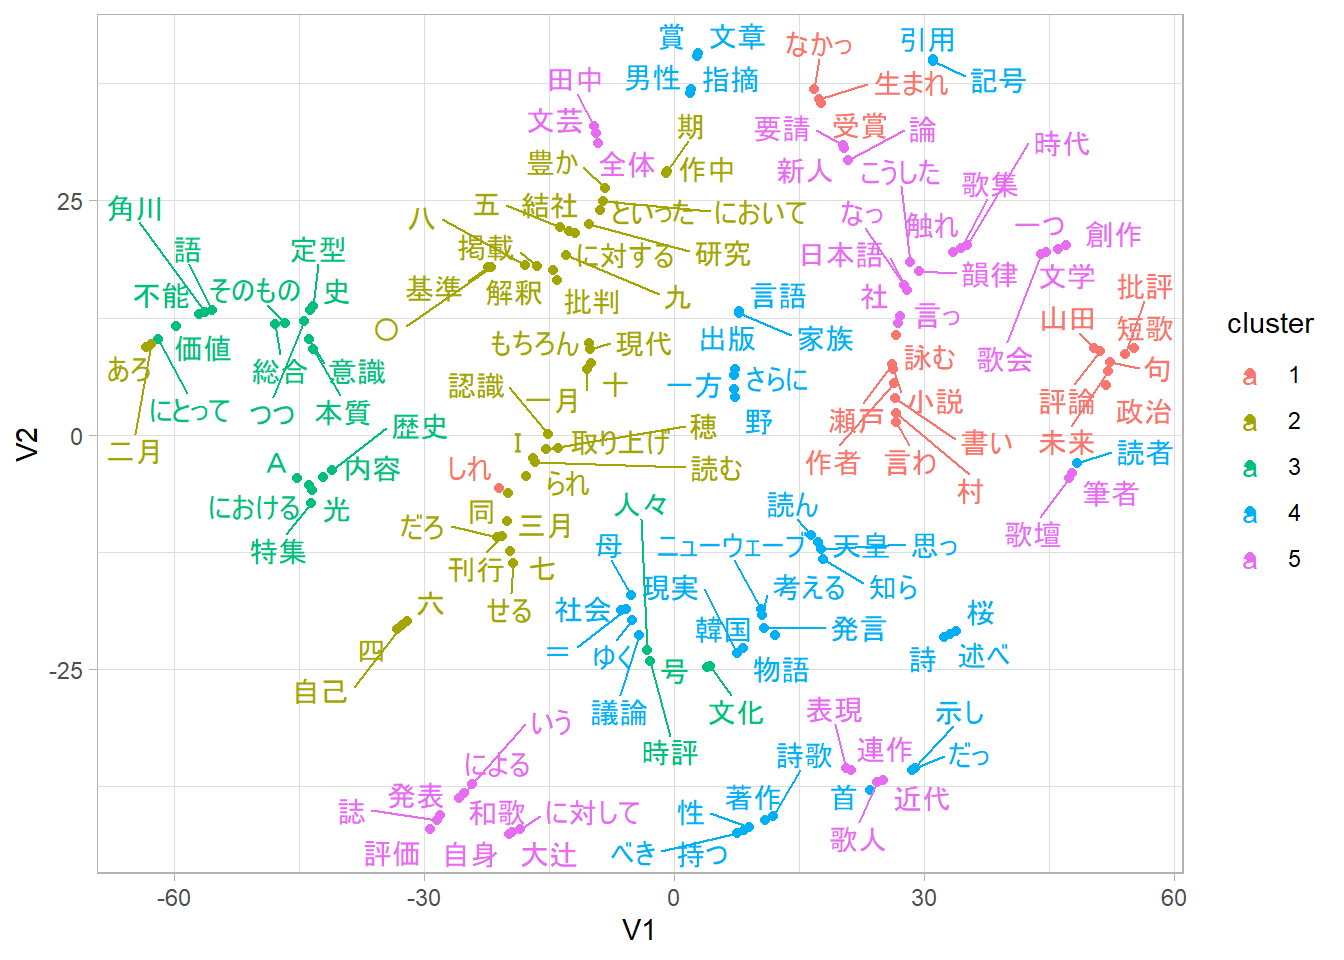 賞 文章 なかっ 引用
田中 男性 指摘 生まれ 記号
文芸 期 要請 受賞 論 時代
豊か 全体 作中 新人 こうした 歌集
角川 八 五 結社 といった において なっ 触れ 一つ 創作
語 定型 掲載 に対する 研究 日本語 韻律 文学
不能 そのもの 史 基準 解釈 批判 九 言語 社 言っ 批評
〇 もちろん 現代 出版 家族 山田 短歌
価値 総合 意識 認識 一月 十 一方 さらに 詠む 歌会 句
あろ にとって つつ 本質 野 瀬戸 小説 評論 政治
二月 歴史 I 取り上げ 穂 作者 言わ 書い 未来 読者
A 内容 しれ られ 読む 村 筆者
における 光 だろ 同 三月 人々 読ん 歌壇
特集 刊行 七 母 ニューウェーブ 天皇 思っ
六 せる 社会 現実 考える 知ら
四 = ゆく 韓国 発言 詩 桜 述べ
自己 議論 号 文化 物語
いう 時評 表現 示し
による 詩歌 連作 だっ
誌 発表 和歌 に対して 性 著作 首 近代
評価 自身 大辻 べき 持つ 歌人
25
0
-25
-60 -30 0 30 60
V1
V2
cluster
a 1
a 2
a 3
a 4
a 5